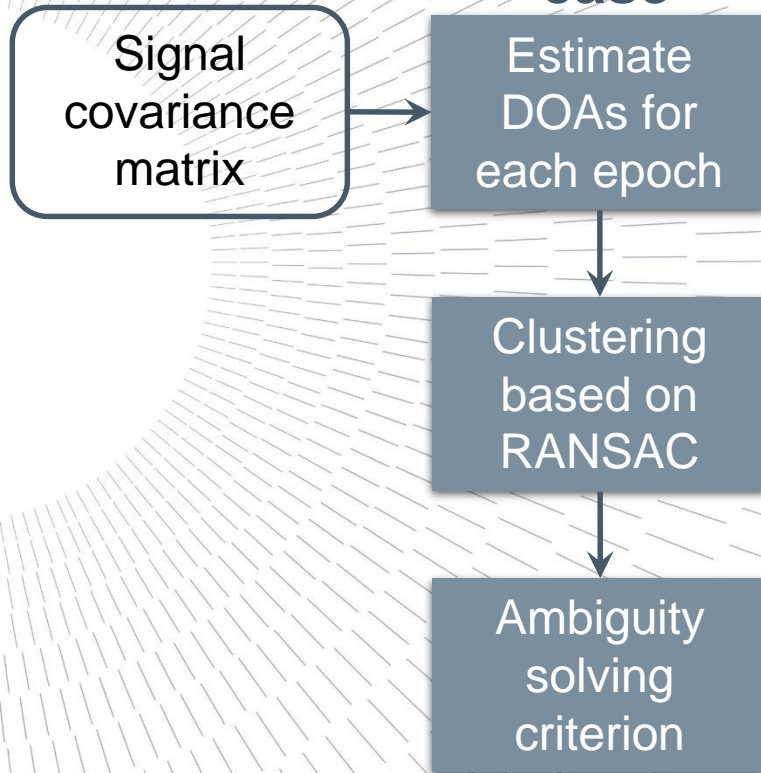 Signal
covariance
matrix
Estimate
DOAs for
each epoch
Clustering
based on
RANSAC
Ambiguity
solving
criterion